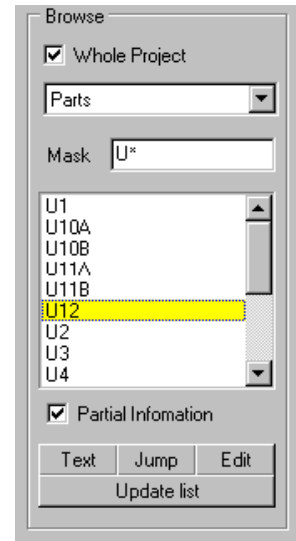 Browse
Whole Project
Parts
Mask U*
U1
U10A
U10B
U11A
U11B
U12
U2
U3
U4
Partial Infomation
Text Jump Edit
Update list